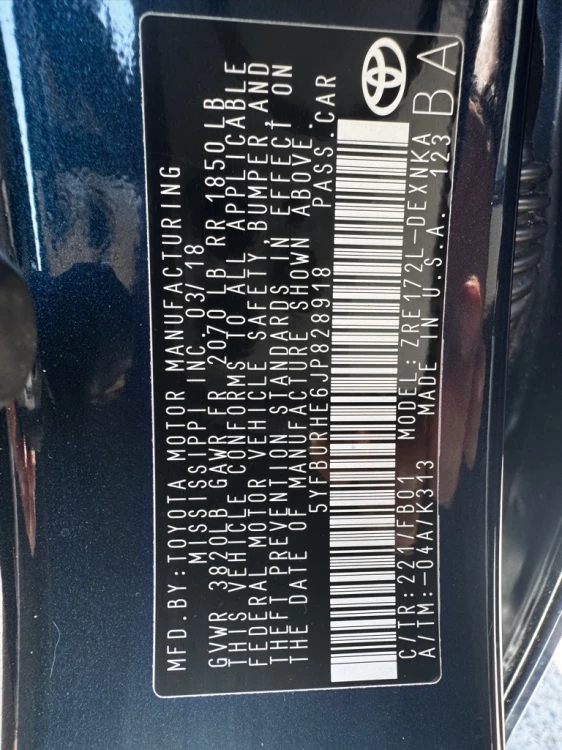 MFD.BY:TOYOTA MOTOR MANUFACTURING
MISSISSIPPI INC.03/18
GVWR 3820LB GAWR FR 2070 LB RR 1850LB
THIS VEHICLE CONFORMS TO ALL APPLICABLE
FEDERAL MOTOR VEHICLE SAFETY, BUMPER, AND
THEFT PREVENTION STANDARDS IN EFFECT ON
THE DATE OF MANUFACTURE SHOWN ABOVE.
5YFBURHE6JP828918 PASS.CAR
C/TR:221/FB01 MODEL:ZRE172L-DEXNKA
A/TM:-04A/K313 MADE IN U.S.A. 123
BA